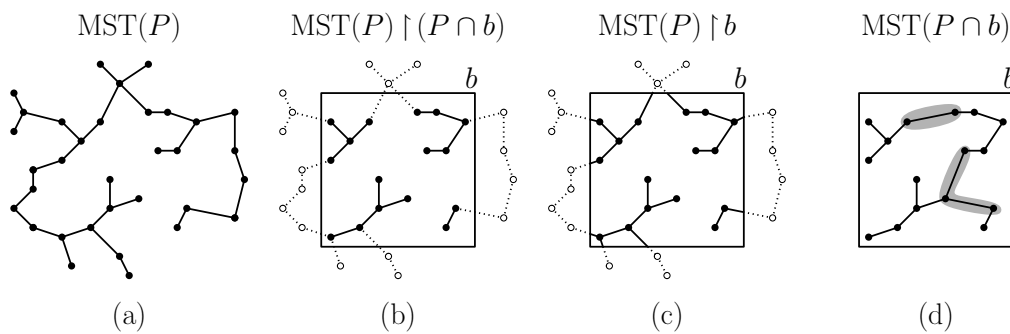 MST(P)
MST(P) ↾ (P ∩ b)
MST(P) ↾ b
MST(P ∩ b)
b
b
b
(a)
(b)
(c)
(d)